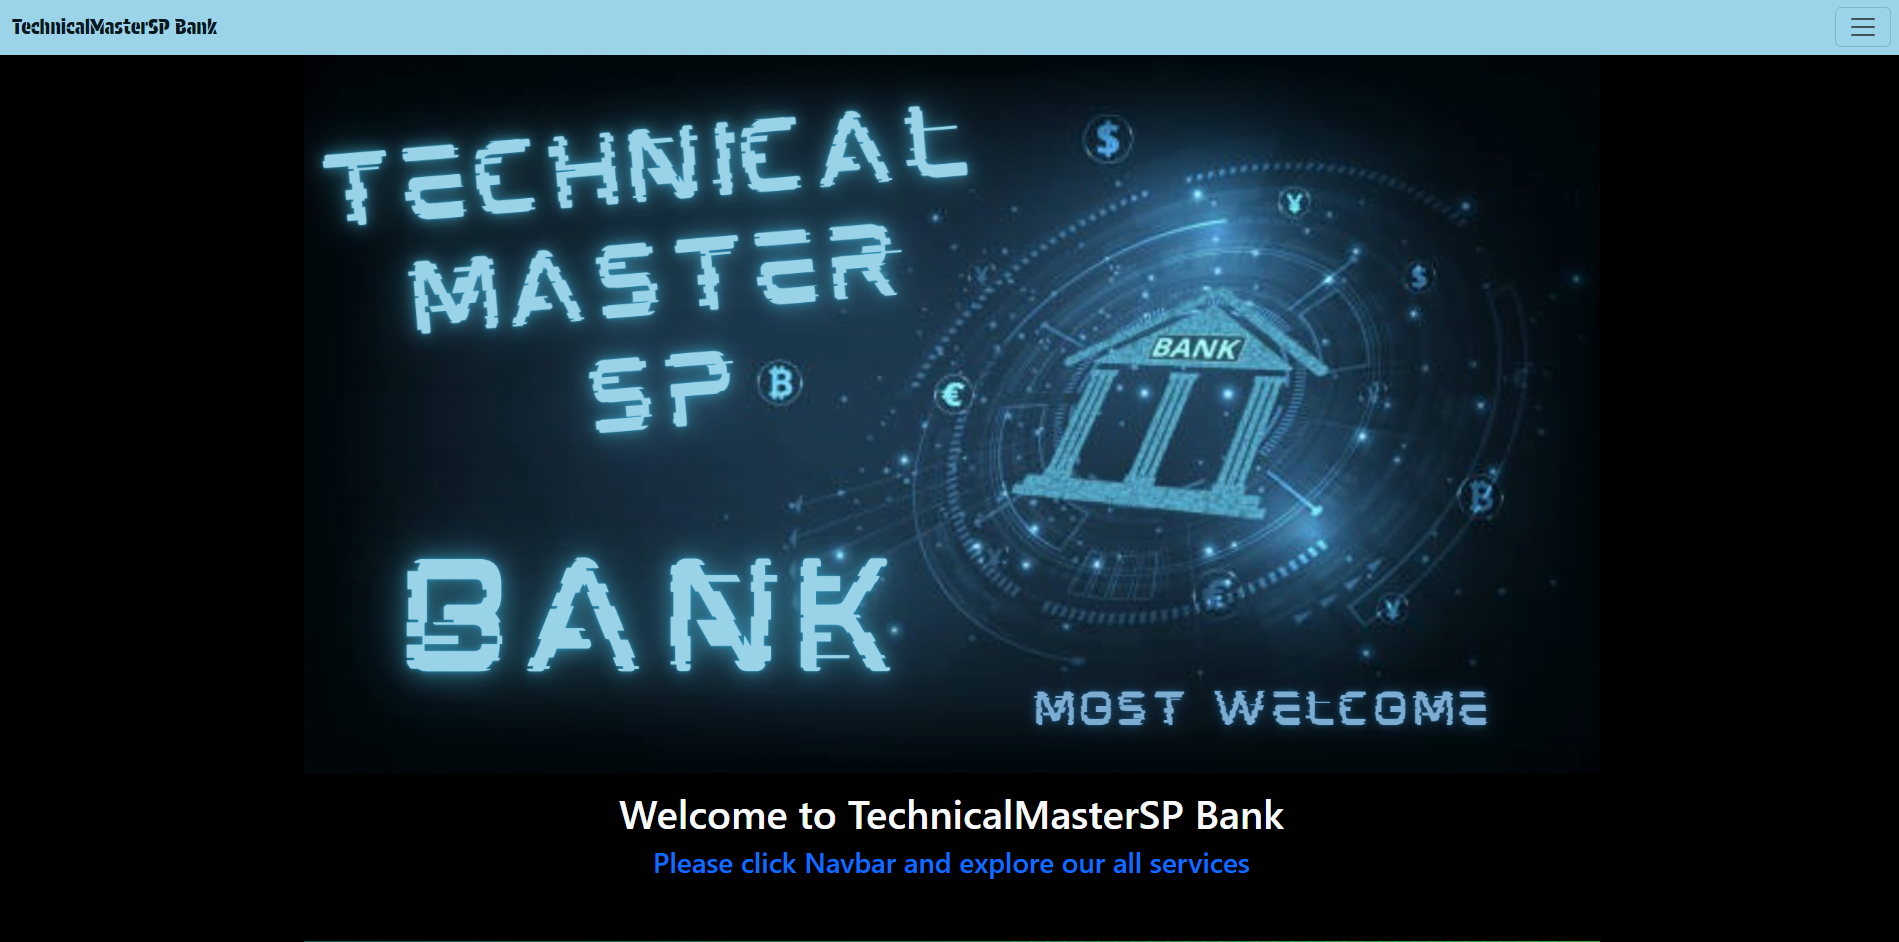 TechnicalMasterSP Bank
TECHNICAL
MASTER
SP
BANK
BANK
MOST WELCOME
Welcome to TechnicalMasterSP Bank
Please click Navbar and explore our all services